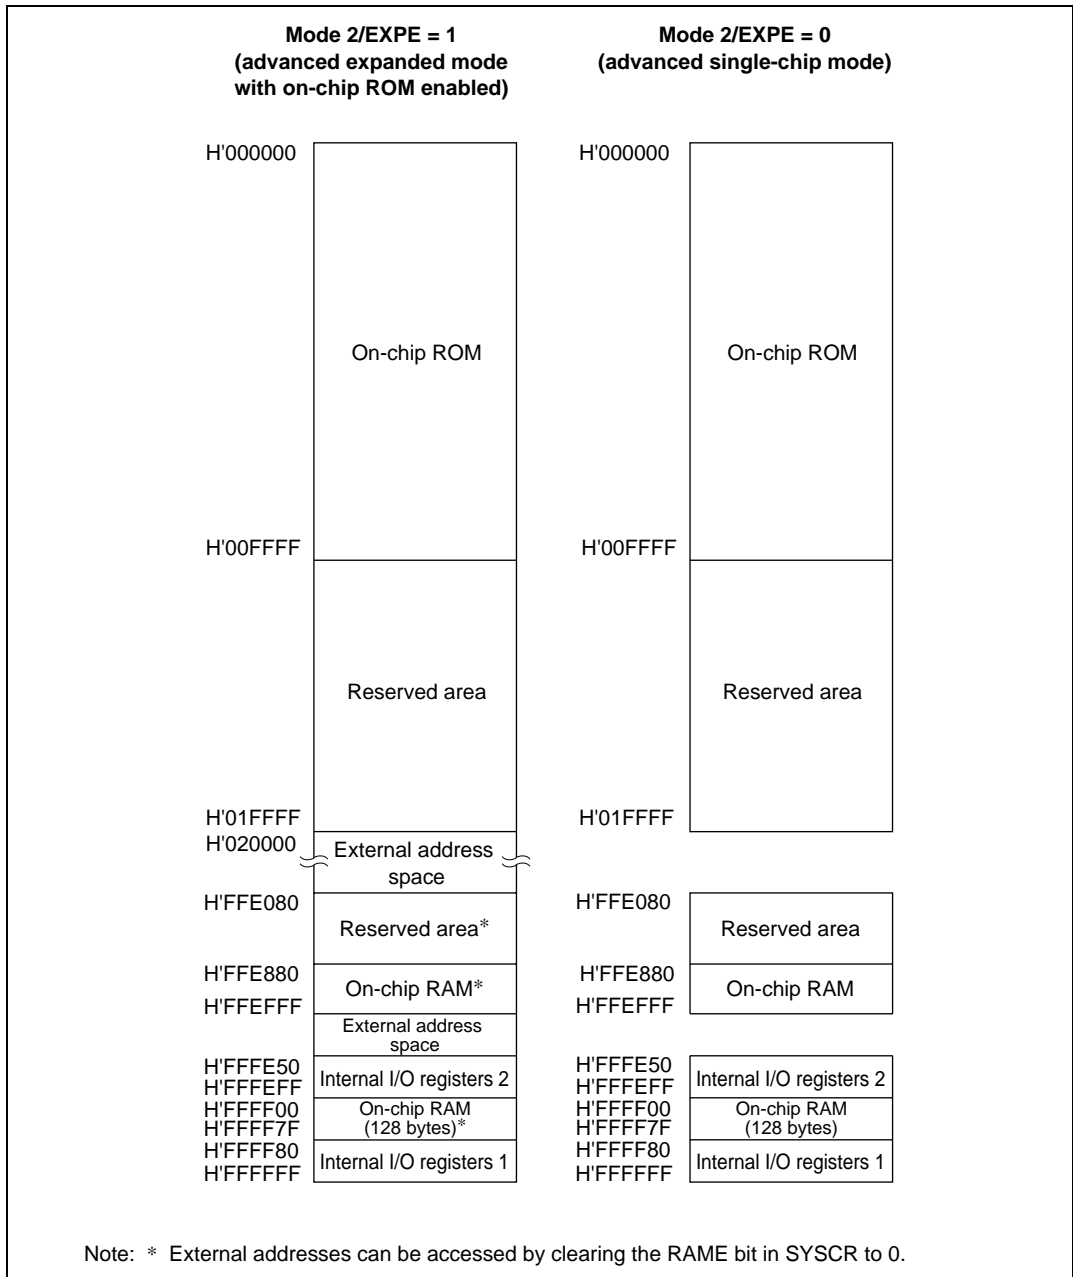 Mode 2/EXPE = 1
(advanced expanded mode
with on-chip ROM enabled)
Mode 2/EXPE = 0
(advanced single-chip mode)
H'000000
On-chip ROM
H'00FFFF
Reserved area
H'01FFFF
H'020000
External address
space
H'FFE080
Reserved area*
H'FFE880
On-chip RAM*
H'FFEFFF
External address
space
H'FFFE50
Internal I/O registers 2
H'FFFEFF
H'FFFF00
On-chip RAM
(128 bytes)*
H'FFFF7F
H'FFFF80
Internal I/O registers 1
H'FFFFFF
H'000000
On-chip ROM
H'00FFFF
Reserved area
H'01FFFF
H'FFE080
Reserved area
H'FFE880
On-chip RAM
H'FFEFFF
H'FFFE50
Internal I/O registers 2
H'FFFEFF
H'FFFF00
On-chip RAM
(128 bytes)
H'FFFF7F
H'FFFF80
Internal I/O registers 1
H'FFFFFF
Note: * External addresses can be accessed by clearing the RAME bit in SYSCR to 0.